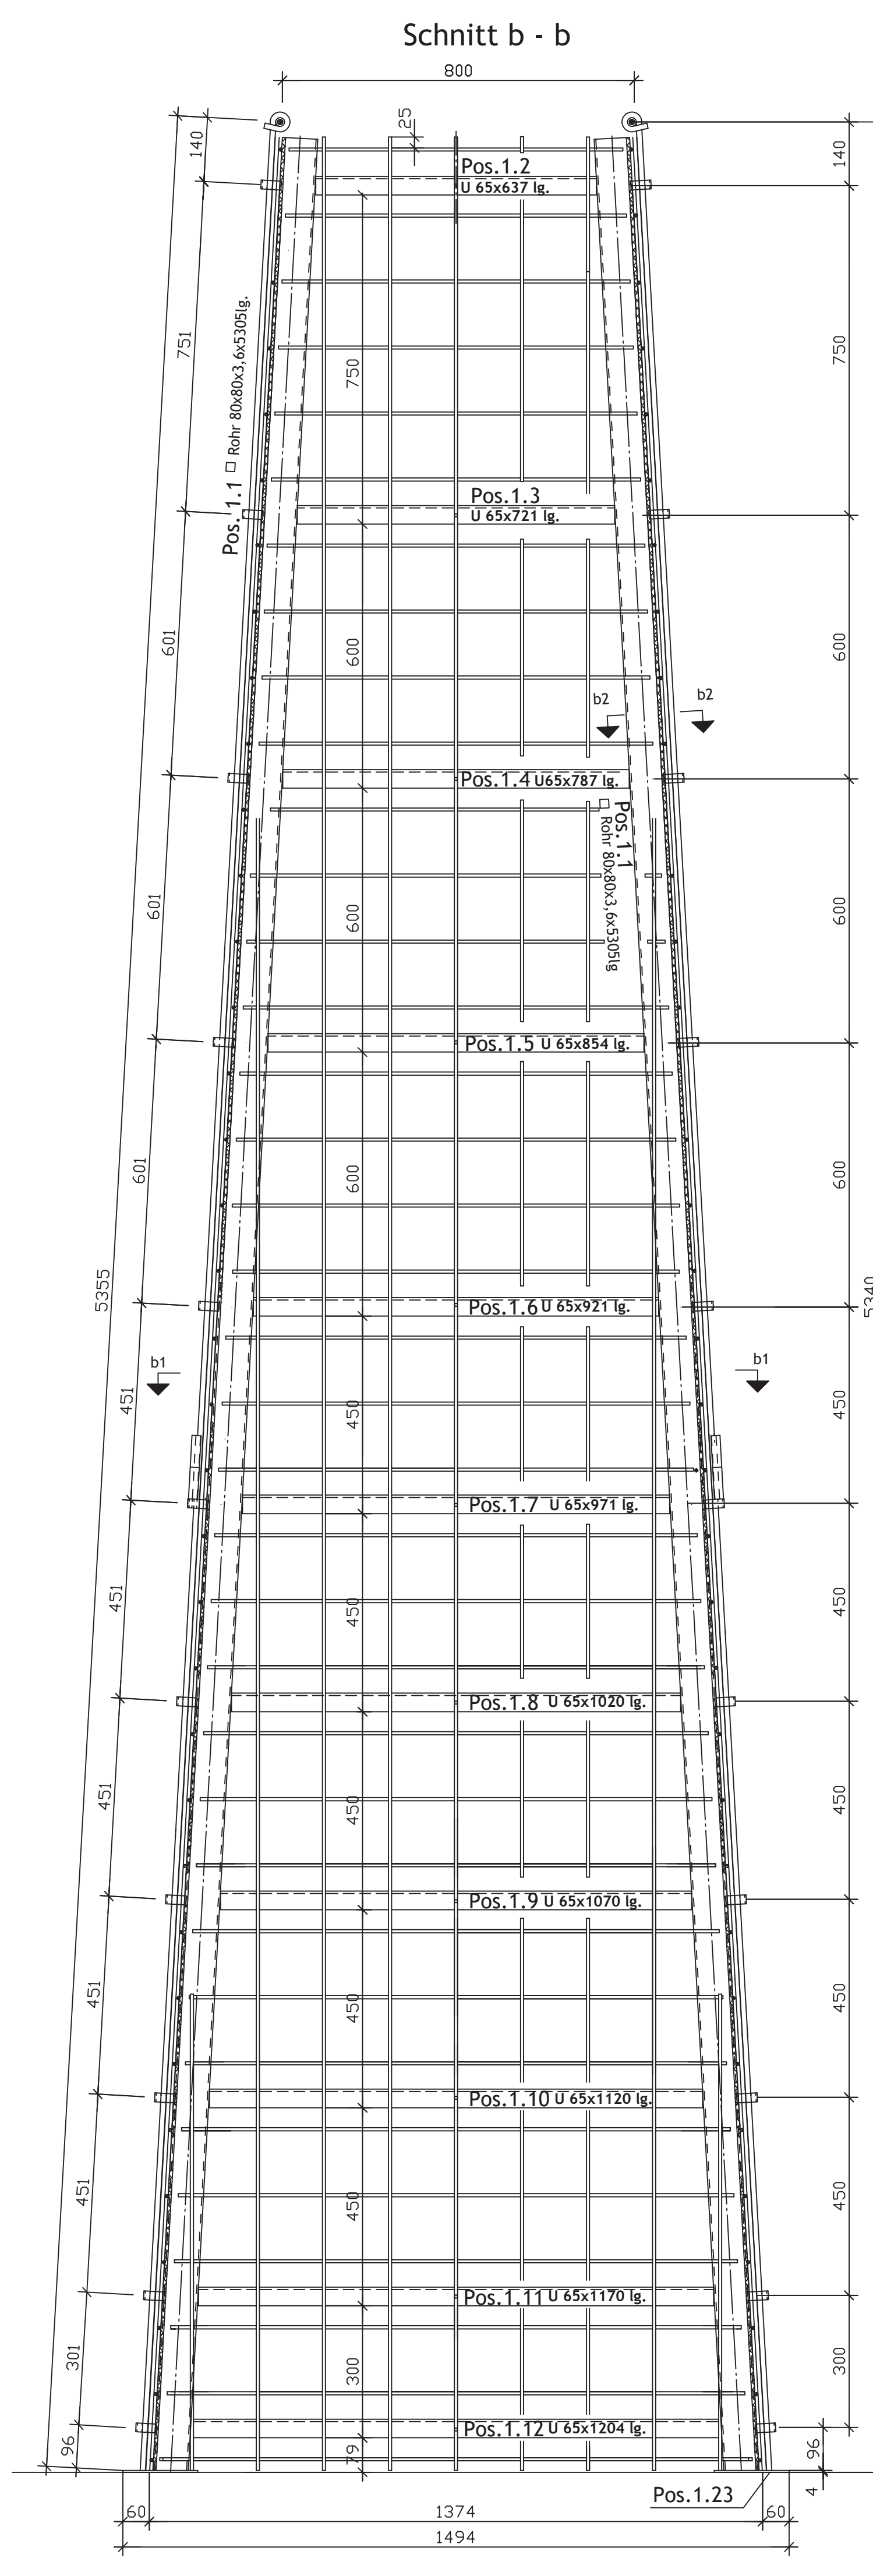 Schnitt b - b
800
25
140
140
Pos.1.2
U 65x637 lg.
751
Pos. 1.1 □ Rohr 80x80x3,6x5305lg.
750
750
Pos.1.3
U 65x721 lg.
601
600
600
b2
b2
Pos.1.4 U65x787 lg.
Pos.1.1
□ Rohr 80x80x3,6x5305lg
601
600
600
Pos.1.5 U 65x854 lg.
601
600
600
5355
5340
Pos.1.6 U 65x921 lg.
b1
b1
451
450
450
Pos.1.7 U 65x971 lg.
451
450
450
Pos.1.8 U 65x1020 lg.
451
450
450
Pos.1.9 U 65x1070 lg.
451
450
450
Pos.1.10 U 65x1120 lg.
451
450
450
Pos.1.11 U 65x1170 lg.
301
300
300
Pos.1.12 U 65x1204 lg.
96
79
96
4
Pos.1.23
60
1374
60
1494